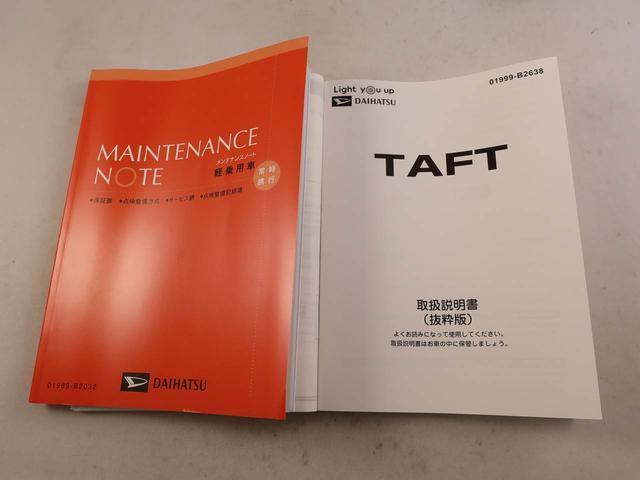 MAINTENANCE
NOTE
メンテナンスノート
軽乗用車
常時
携行
●保証書 ●点検整備方式 ●サービス網 ●点検整備記録簿
DAIHATSU
01989-B2032
01999-B2638
Light you up
DAIHATSU
TAFT
取扱説明書
(抜粋版)
よくお読みになって使用してください。
取扱説明書はお車の中に保管しましょう。